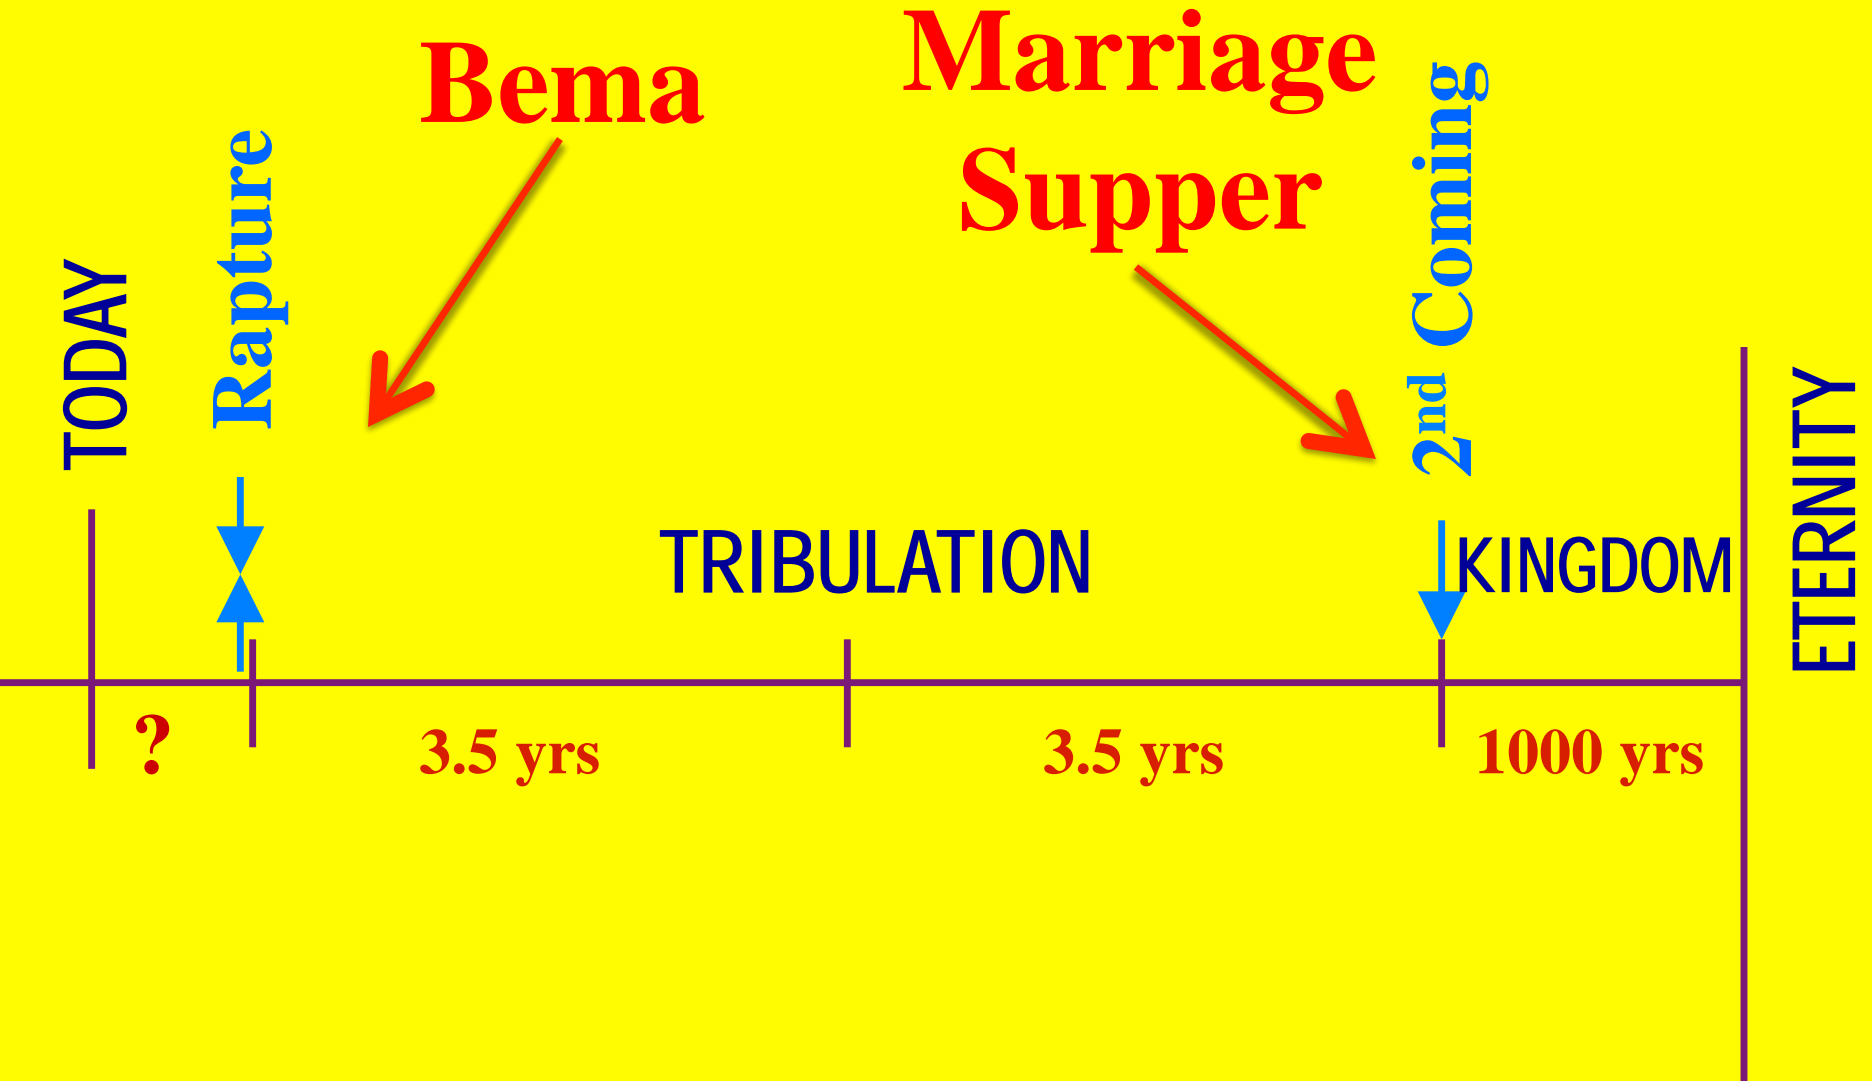 Bema
Marriage
Supper
TODAY
Rapture
2nd Coming
TRIBULATION
KINGDOM
ETERNITY
?
3.5 yrs
3.5 yrs
1000 yrs